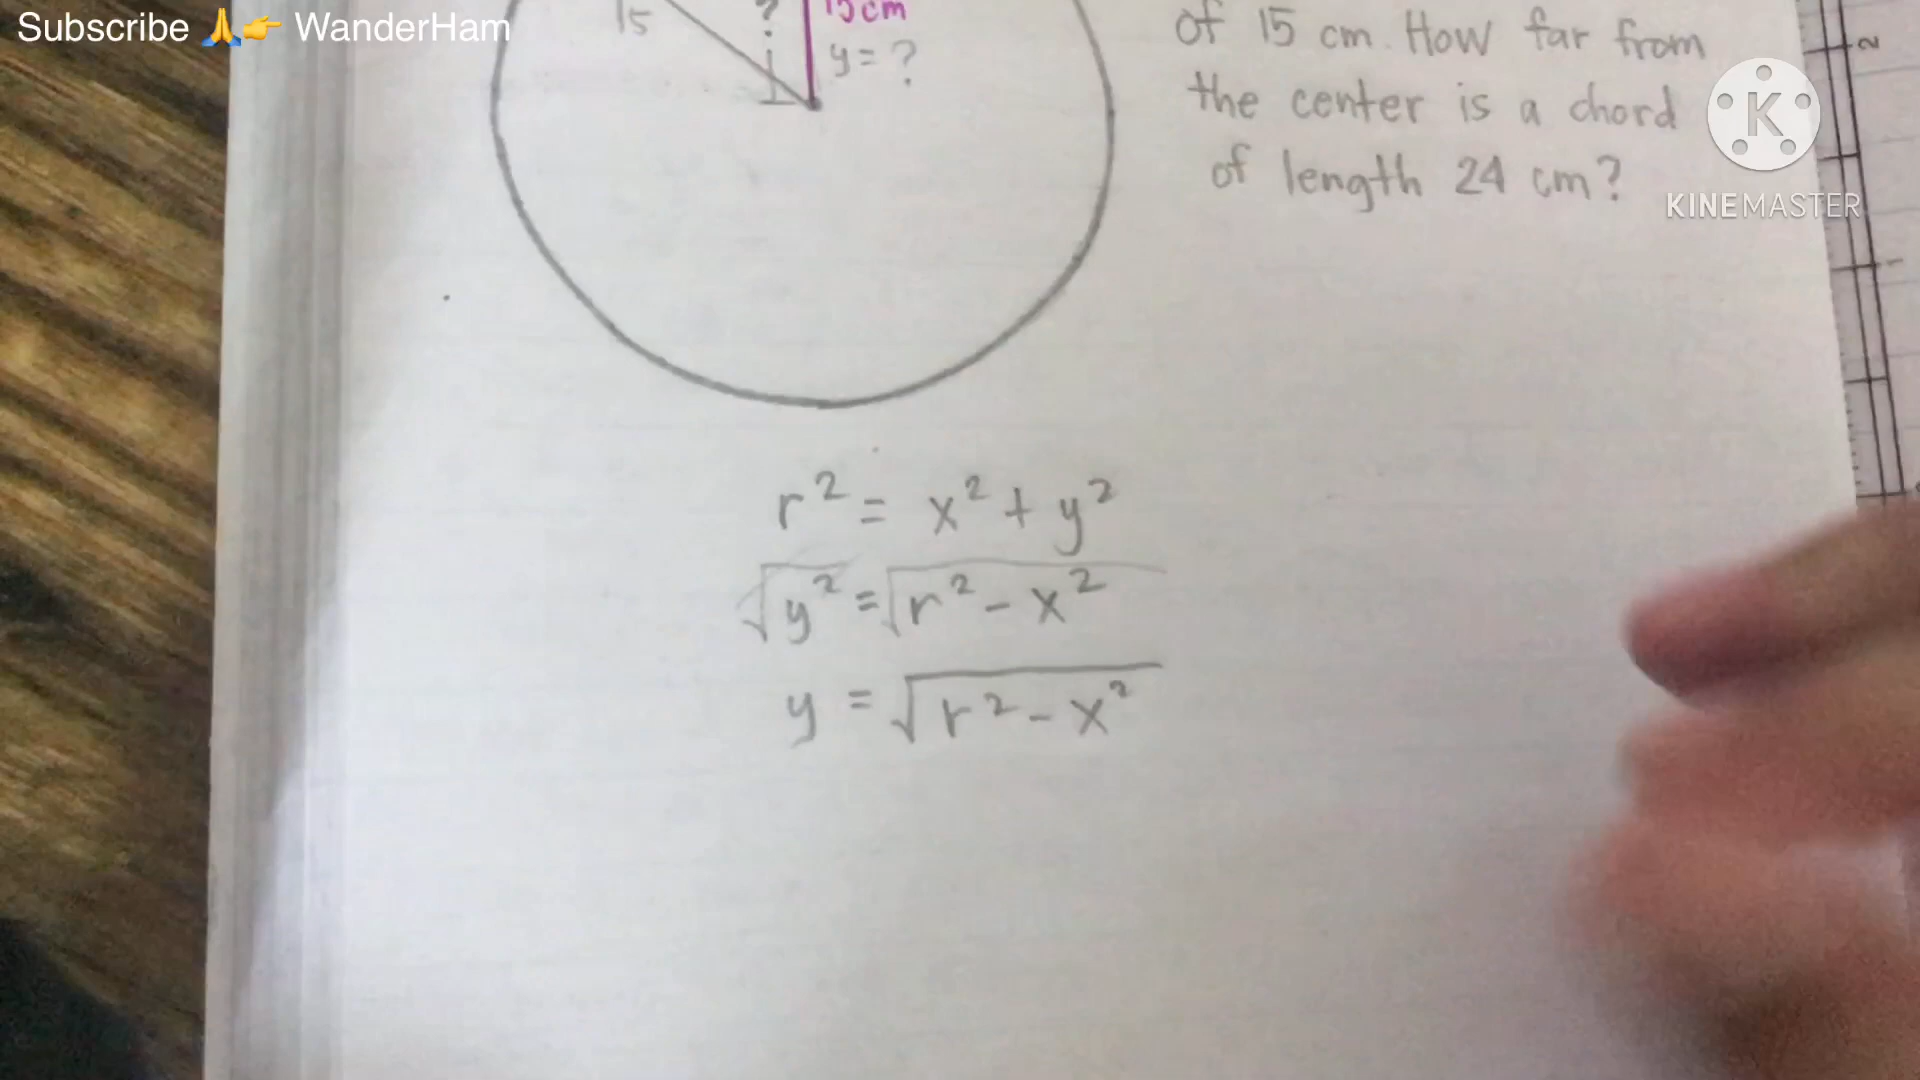 Subscribe 🙏👉 WanderHam
15
?
15cm
y = ?
of 15 cm. How far from
the center is a chord
of length 24 cm?
K
KINEMASTER
2
r² = x² + y²
√y² = √r² - x²
y = √r² - x²